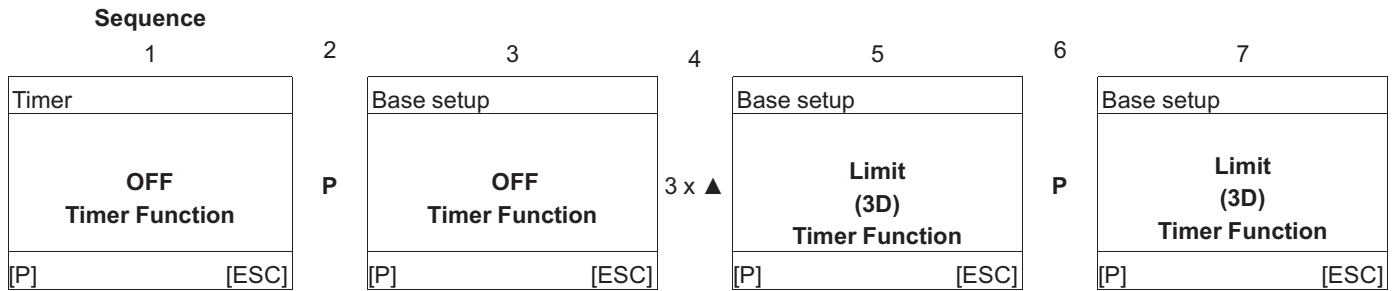 Sequence
1 2 3 4 5 6 7
Timer
OFF
Timer Function
[P] [ESC]
P
Base setup
OFF
Timer Function
[P] [ESC]
3 x ▲
Base setup
Limit
(3D)
Timer Function
[P] [ESC]
P
Base setup
Limit
(3D)
Timer Function
[P] [ESC]